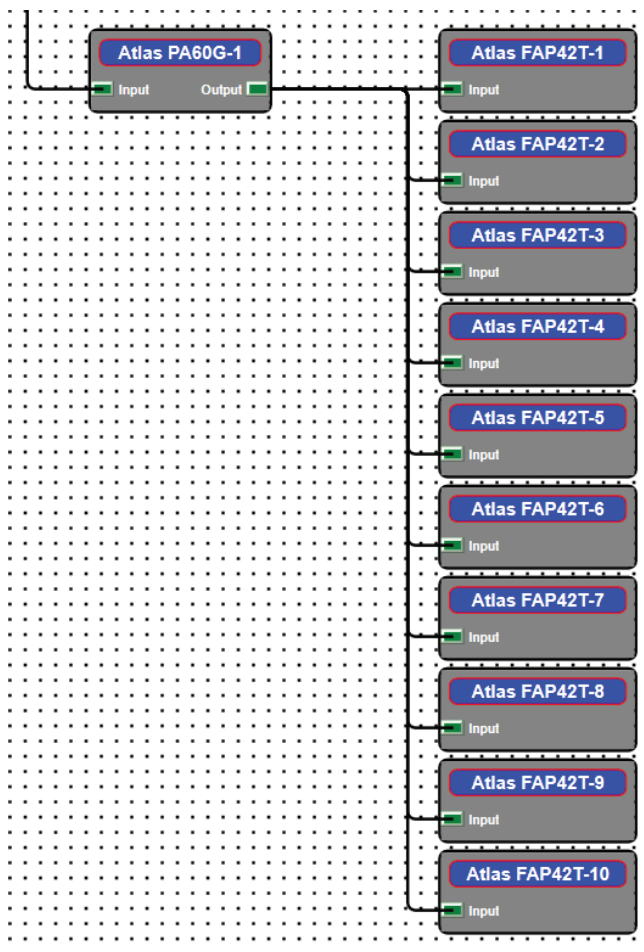 Atlas PA60G-1
Input Output
Atlas FAP42T-1
Input
Atlas FAP42T-2
Input
Atlas FAP42T-3
Input
Atlas FAP42T-4
Input
Atlas FAP42T-5
Input
Atlas FAP42T-6
Input
Atlas FAP42T-7
Input
Atlas FAP42T-8
Input
Atlas FAP42T-9
Input
Atlas FAP42T-10
Input